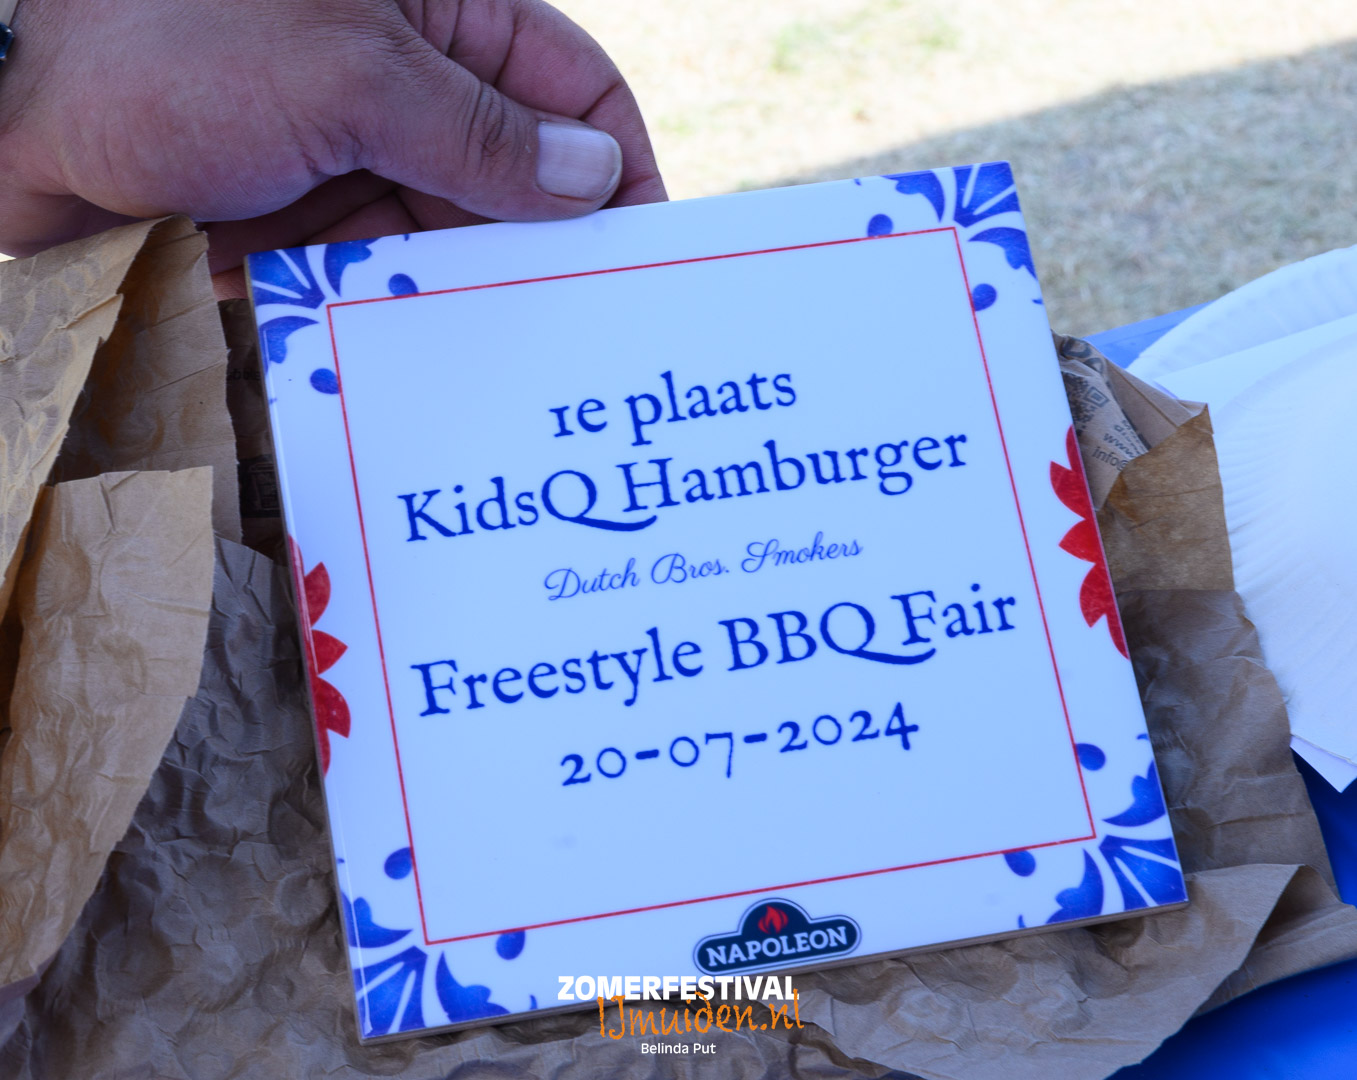 1e plaats
KidsQ Hamburger
Dutch Bros. Smokers
Freestyle BBQ Fair
20-07-2024
NAPOLEON
ZOMERFESTIVAL
IJmuiden.nl
Belinda Put